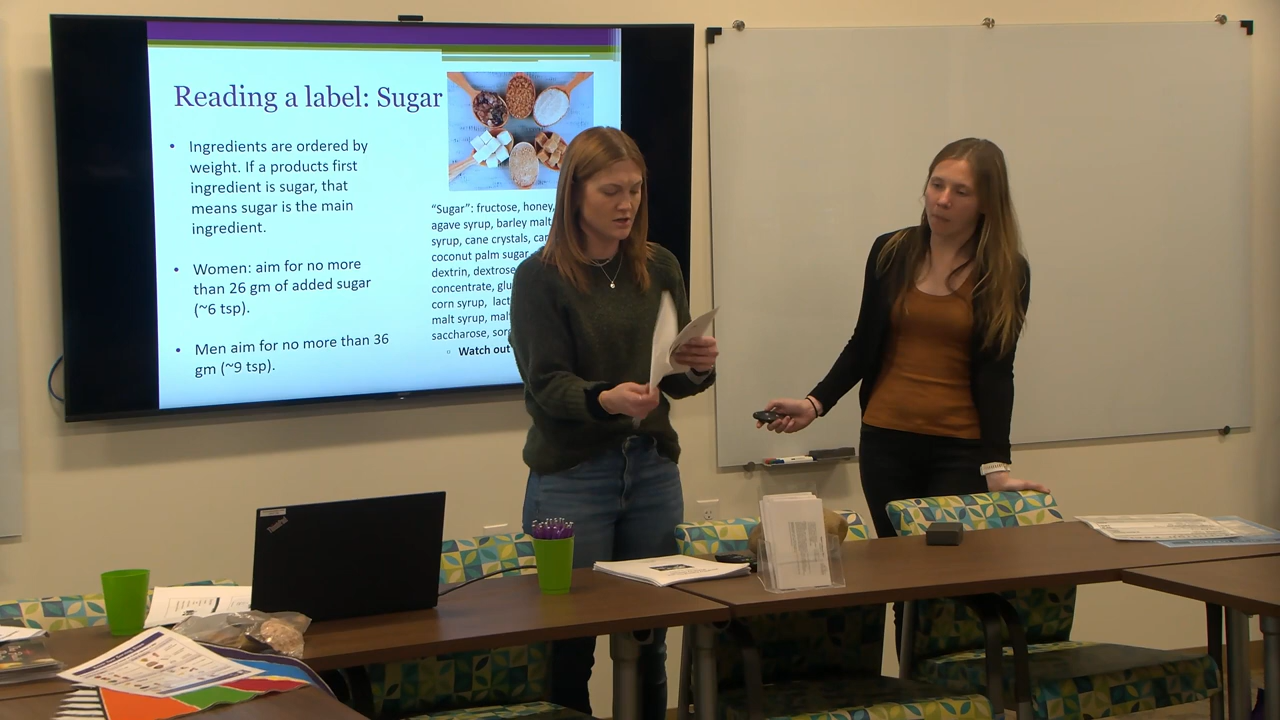 Reading a label: Sugar
• Ingredients are ordered by
weight. If a products first
ingredient is sugar, that
means sugar is the main
ingredient.
• Women: aim for no more
than 26 gm of added sugar
(~6 tsp).
• Men aim for no more than 36
gm (~9 tsp).
“Sugar”: fructose, honey,
agave syrup, barley malt
syrup, cane crystals,
coconut palm sugar
dextrin, dextrose
concentrate,
corn syrup,
malt syrup,
saccharose,
Watch out
ThinkPad